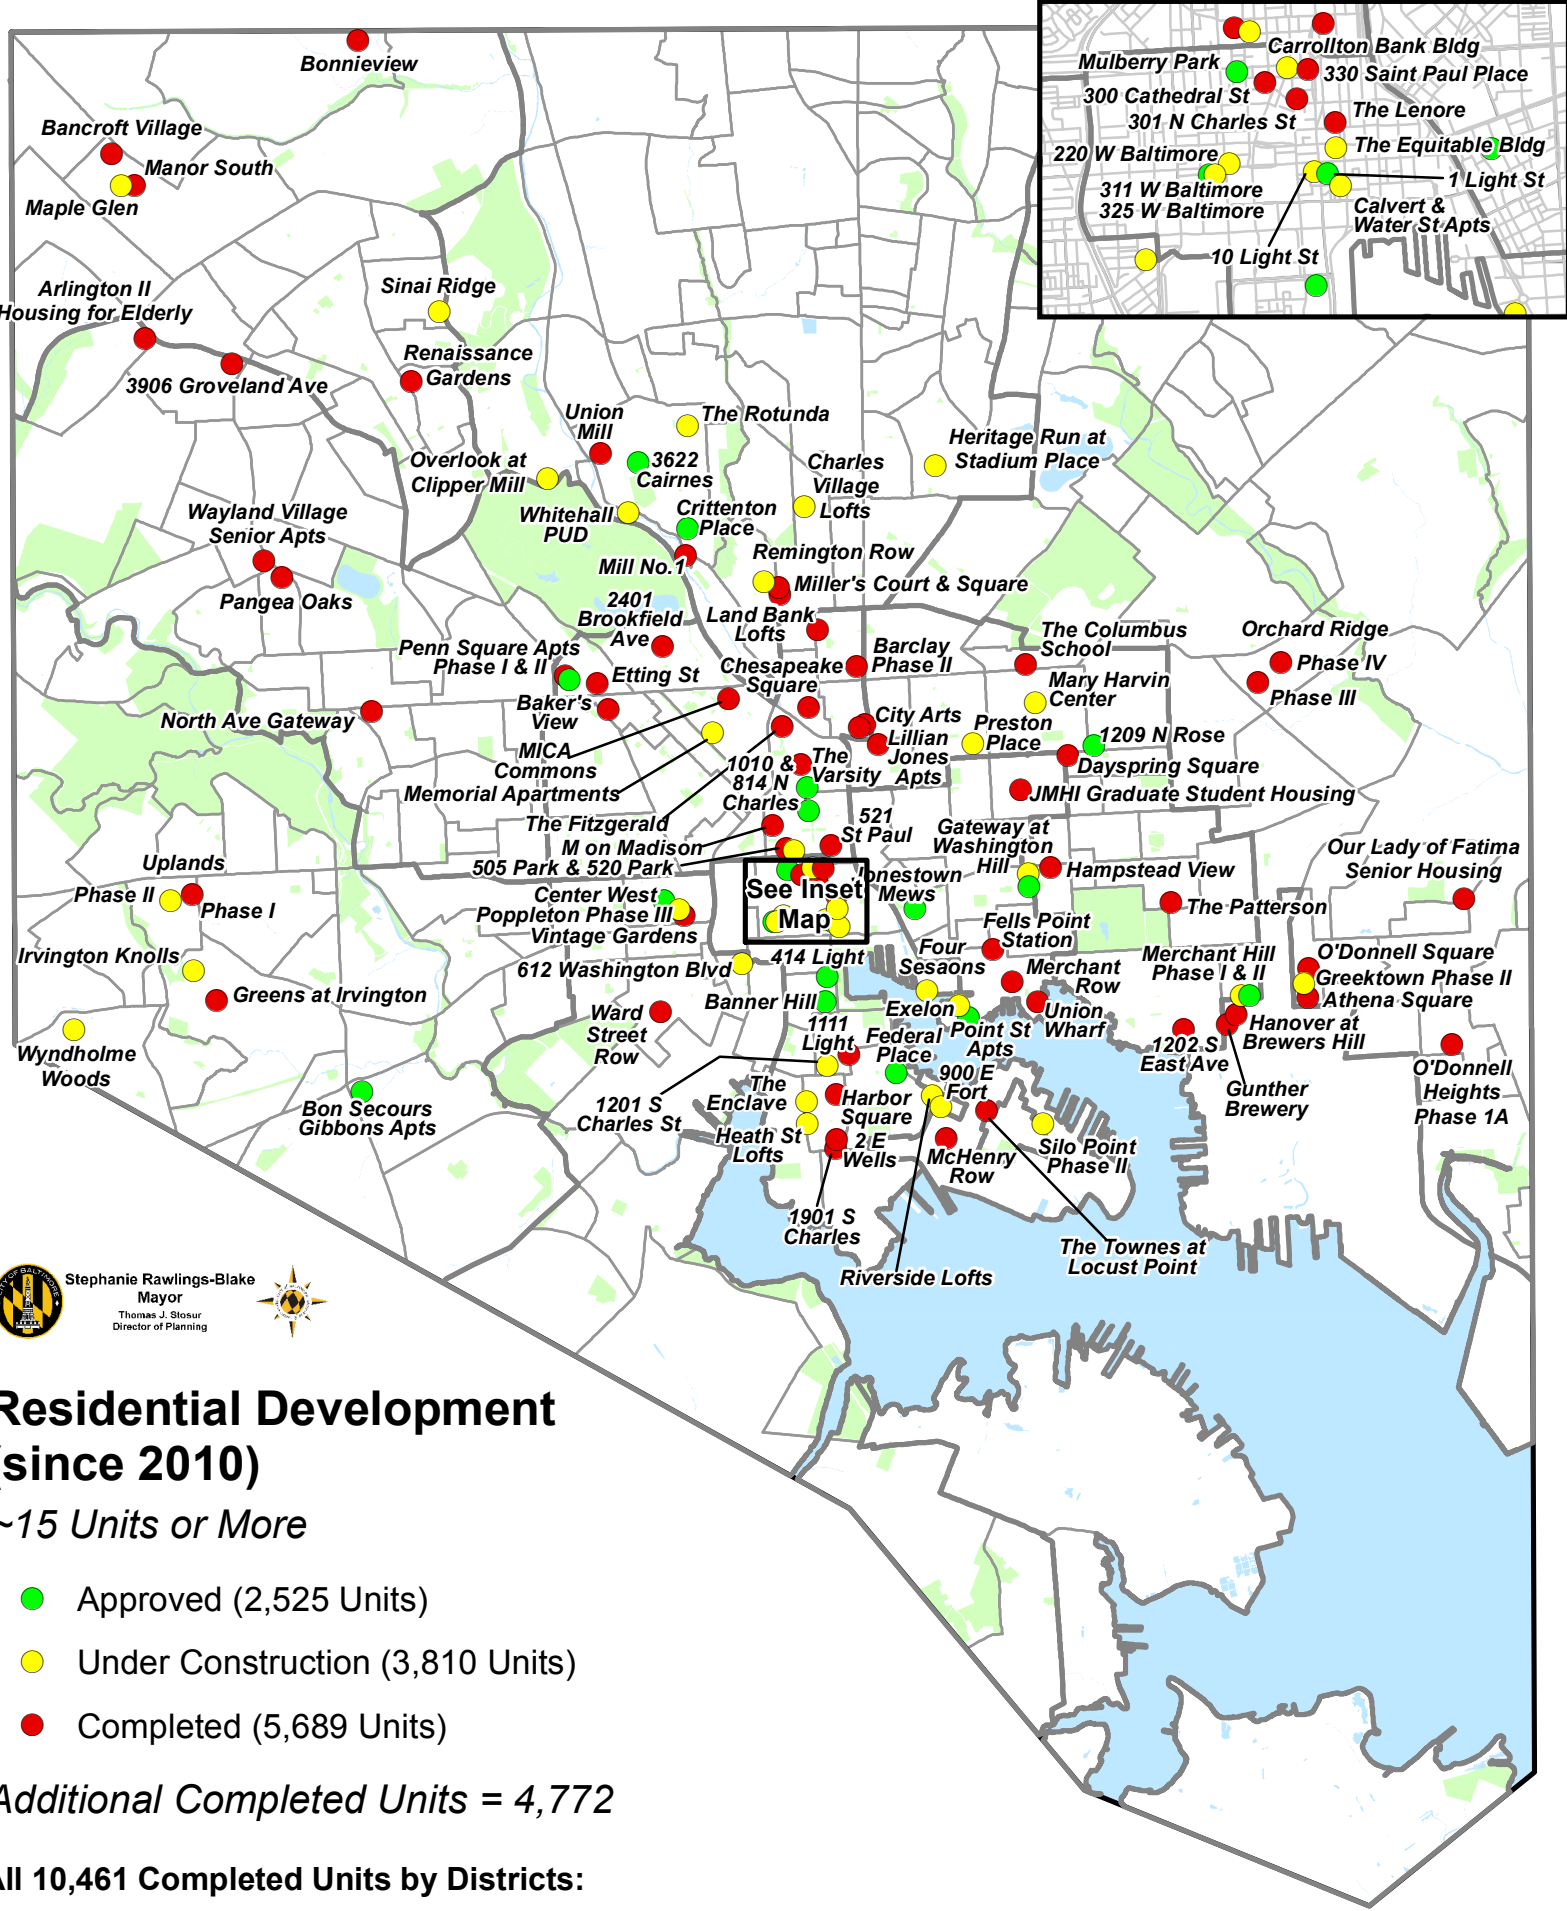 Bonnieview
Bancroft Village
Manor South
Maple Glen
Mulberry Park
Carrollton Bank Bldg
330 Saint Paul Place
300 Cathedral St
301 N Charles St
The Lenore
The Equitable Bldg
220 W Baltimore
311 W Baltimore
325 W Baltimore
1 Light St
Calvert &
Water St Apts
10 Light St
Arlington II
Housing for Elderly
3906 Groveland Ave
Sinai Ridge
Renaissance
Gardens
Union
Mill
The Rotunda
3622
Cairnes
Overlook at
Clipper Mill
Whitehall
PUD
Crittenton
Place
Charles
Village
Lofts
Heritage Run at
Stadium Place
Wayland Village
Senior Apts
Pangea Oaks
Mill No.1
Remington Row
Miller's Court & Square
2401
Brookfield
Ave
Land Bank
Lofts
Penn Square Apts
Phase I & II
Etting St
Baker's
View
Chesapeake
Square
Barclay
Phase II
The Columbus
School
Mary Harvin
Center
Orchard Ridge
Phase IV
Phase III
North Ave Gateway
MICA
Commons
Memorial Apartments
The Fitzgerald
City Arts
Lillian
Jones
Apts
Preston
Place
1209 N Rose
Dayspring Square
JMHI Graduate Student Housing
1010 &
814 N
Charles
The
Varsity
M on Madison
505 Park & 520 Park
521
St Paul
Gateway at
Washington
Hill
Hampstead View
Our Lady of Fatima
Senior Housing
Uplands
Phase II
Phase I
Center West
Poppleton Phase III
Vintage Gardens
See Inset
Map
Jonestown
Mews
The Patterson
Fells Point
Station
Irvington Knolls
Greens at Irvington
612 Washington Blvd
414 Light
Banner Hill
Four
Sesaons
Merchant
Row
Merchant Hill
Phase I & II
O'Donnell Square
Greektown Phase II
Athena Square
Ward
Street
Row
1111
Light
Exelon
Federal
Place
Point St
Apts
Union
Wharf
Hanover at
Brewers Hill
1202 S
East Ave
Gunther
Brewery
O'Donnell
Heights
Phase 1A
Wyndholme
Woods
Bon Secours
Gibbons Apts
1201 S
Charles St
The
Enclave
Heath St
Lofts
Harbor
Square
2 E
Wells
900 E
Fort
McHenry
Row
Silo Point
Phase II
1901 S
Charles
Riverside Lofts
The Townes at
Locust Point
CITY OF BALTIMORE
Stephanie Rawlings-Blake
Mayor
Thomas J. Stosur
Director of Planning
Residential Development
(since 2010)
~15 Units or More
Approved (2,525 Units)
Under Construction (3,810 Units)
Completed (5,689 Units)
Additional Completed Units = 4,772
All 10,461 Completed Units by Districts: